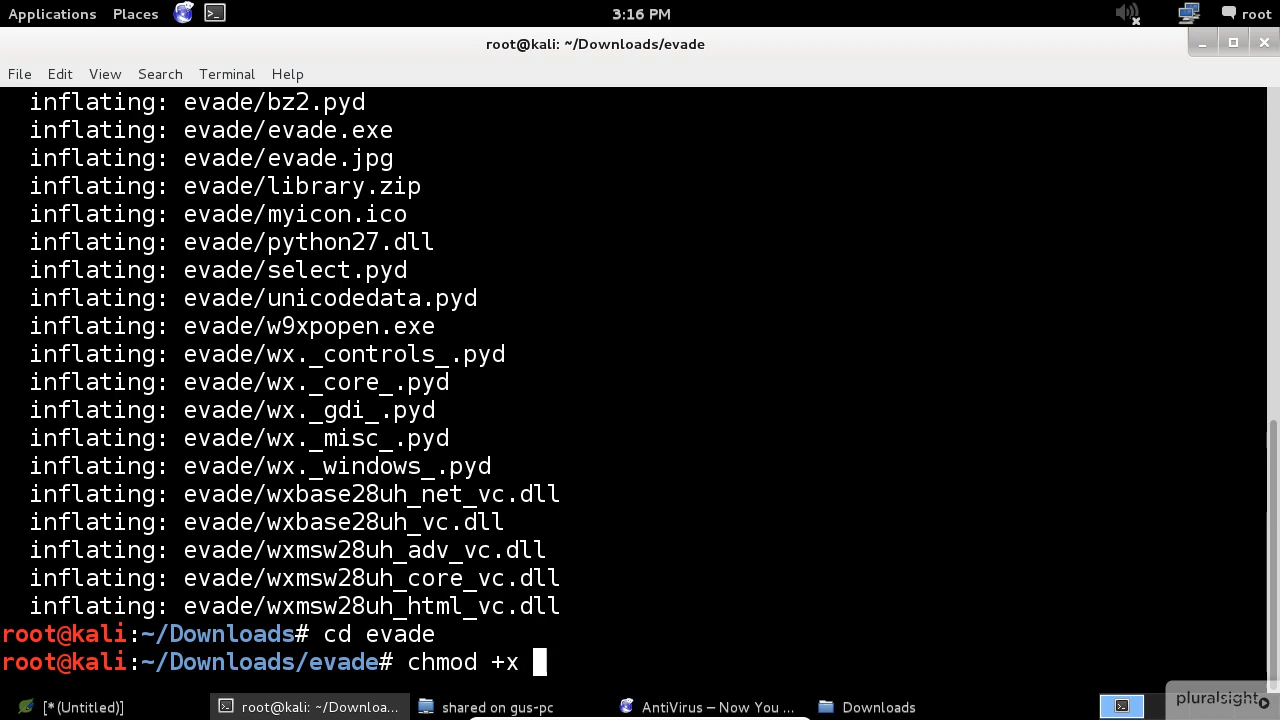 Applications Places 3:16 PM root
root@kali: ~/Downloads/evade
File Edit View Search Terminal Help
inflating: evade/bz2.pyd
inflating: evade/evade.exe
inflating: evade/evade.jpg
inflating: evade/library.zip
inflating: evade/myicon.ico
inflating: evade/python27.dll
inflating: evade/select.pyd
inflating: evade/unicodedata.pyd
inflating: evade/w9xpopen.exe
inflating: evade/wx._controls_.pyd
inflating: evade/wx._core_.pyd
inflating: evade/wx._gdi_.pyd
inflating: evade/wx._misc_.pyd
inflating: evade/wx._windows_.pyd
inflating: evade/wxbase28uh_net_vc.dll
inflating: evade/wxbase28uh_vc.dll
inflating: evade/wxmsw28uh_adv_vc.dll
inflating: evade/wxmsw28uh_core_vc.dll
inflating: evade/wxmsw28uh_html_vc.dll
root@kali:~/Downloads# cd evade
root@kali:~/Downloads/evade# chmod +x
[*(Untitled)] root@kali: ~/Downloa... shared on gus-pc AntiVirus — Now You ... Downloads pluralsight